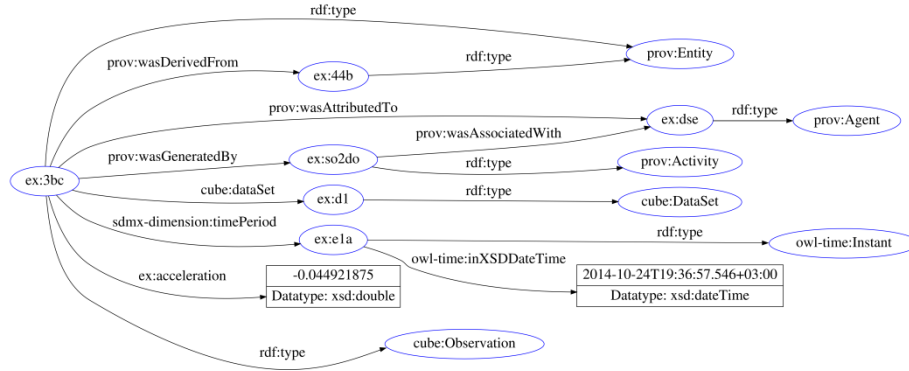 rdf:type
prov:Entity
prov:wasDerivedFrom
ex:44b
rdf:type
prov:wasAttributedTo
ex:dse
rdf:type
prov:Agent
prov:wasAssociatedWith
prov:wasGeneratedBy
ex:so2do
rdf:type
prov:Activity
ex:3bc
cube:dataSet
ex:d1
rdf:type
cube:DataSet
sdmx-dimension:timePeriod
ex:e1a
rdf:type
owl-time:Instant
owl-time:inXSDDateTime
ex:acceleration
-0.044921875
Datatype: xsd:double
2014-10-24T19:36:57.546+03:00
Datatype: xsd:dateTime
rdf:type
cube:Observation